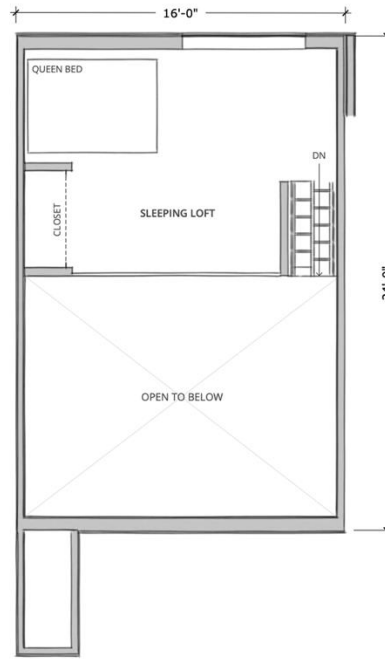 16'-0"
QUEEN BED
DN
CLOSET
SLEEPING LOFT
OPEN TO BELOW